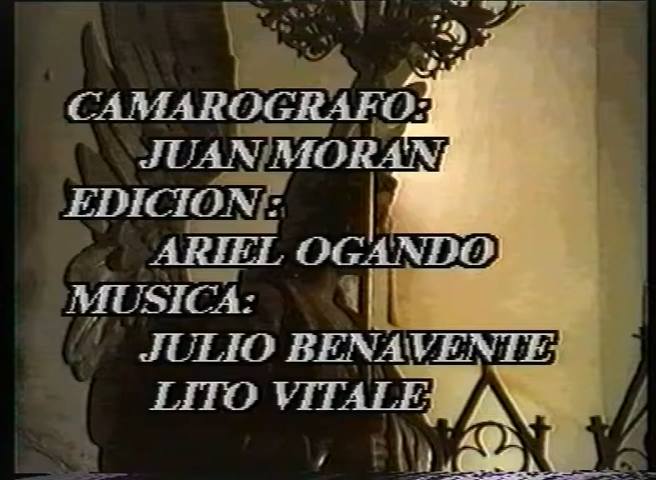 CAMAROGRAFO:
JUAN MORAN
EDICION :
ARIEL OGANDO
MUSICA:
JULIO BENAVENTE
LITO VITALE